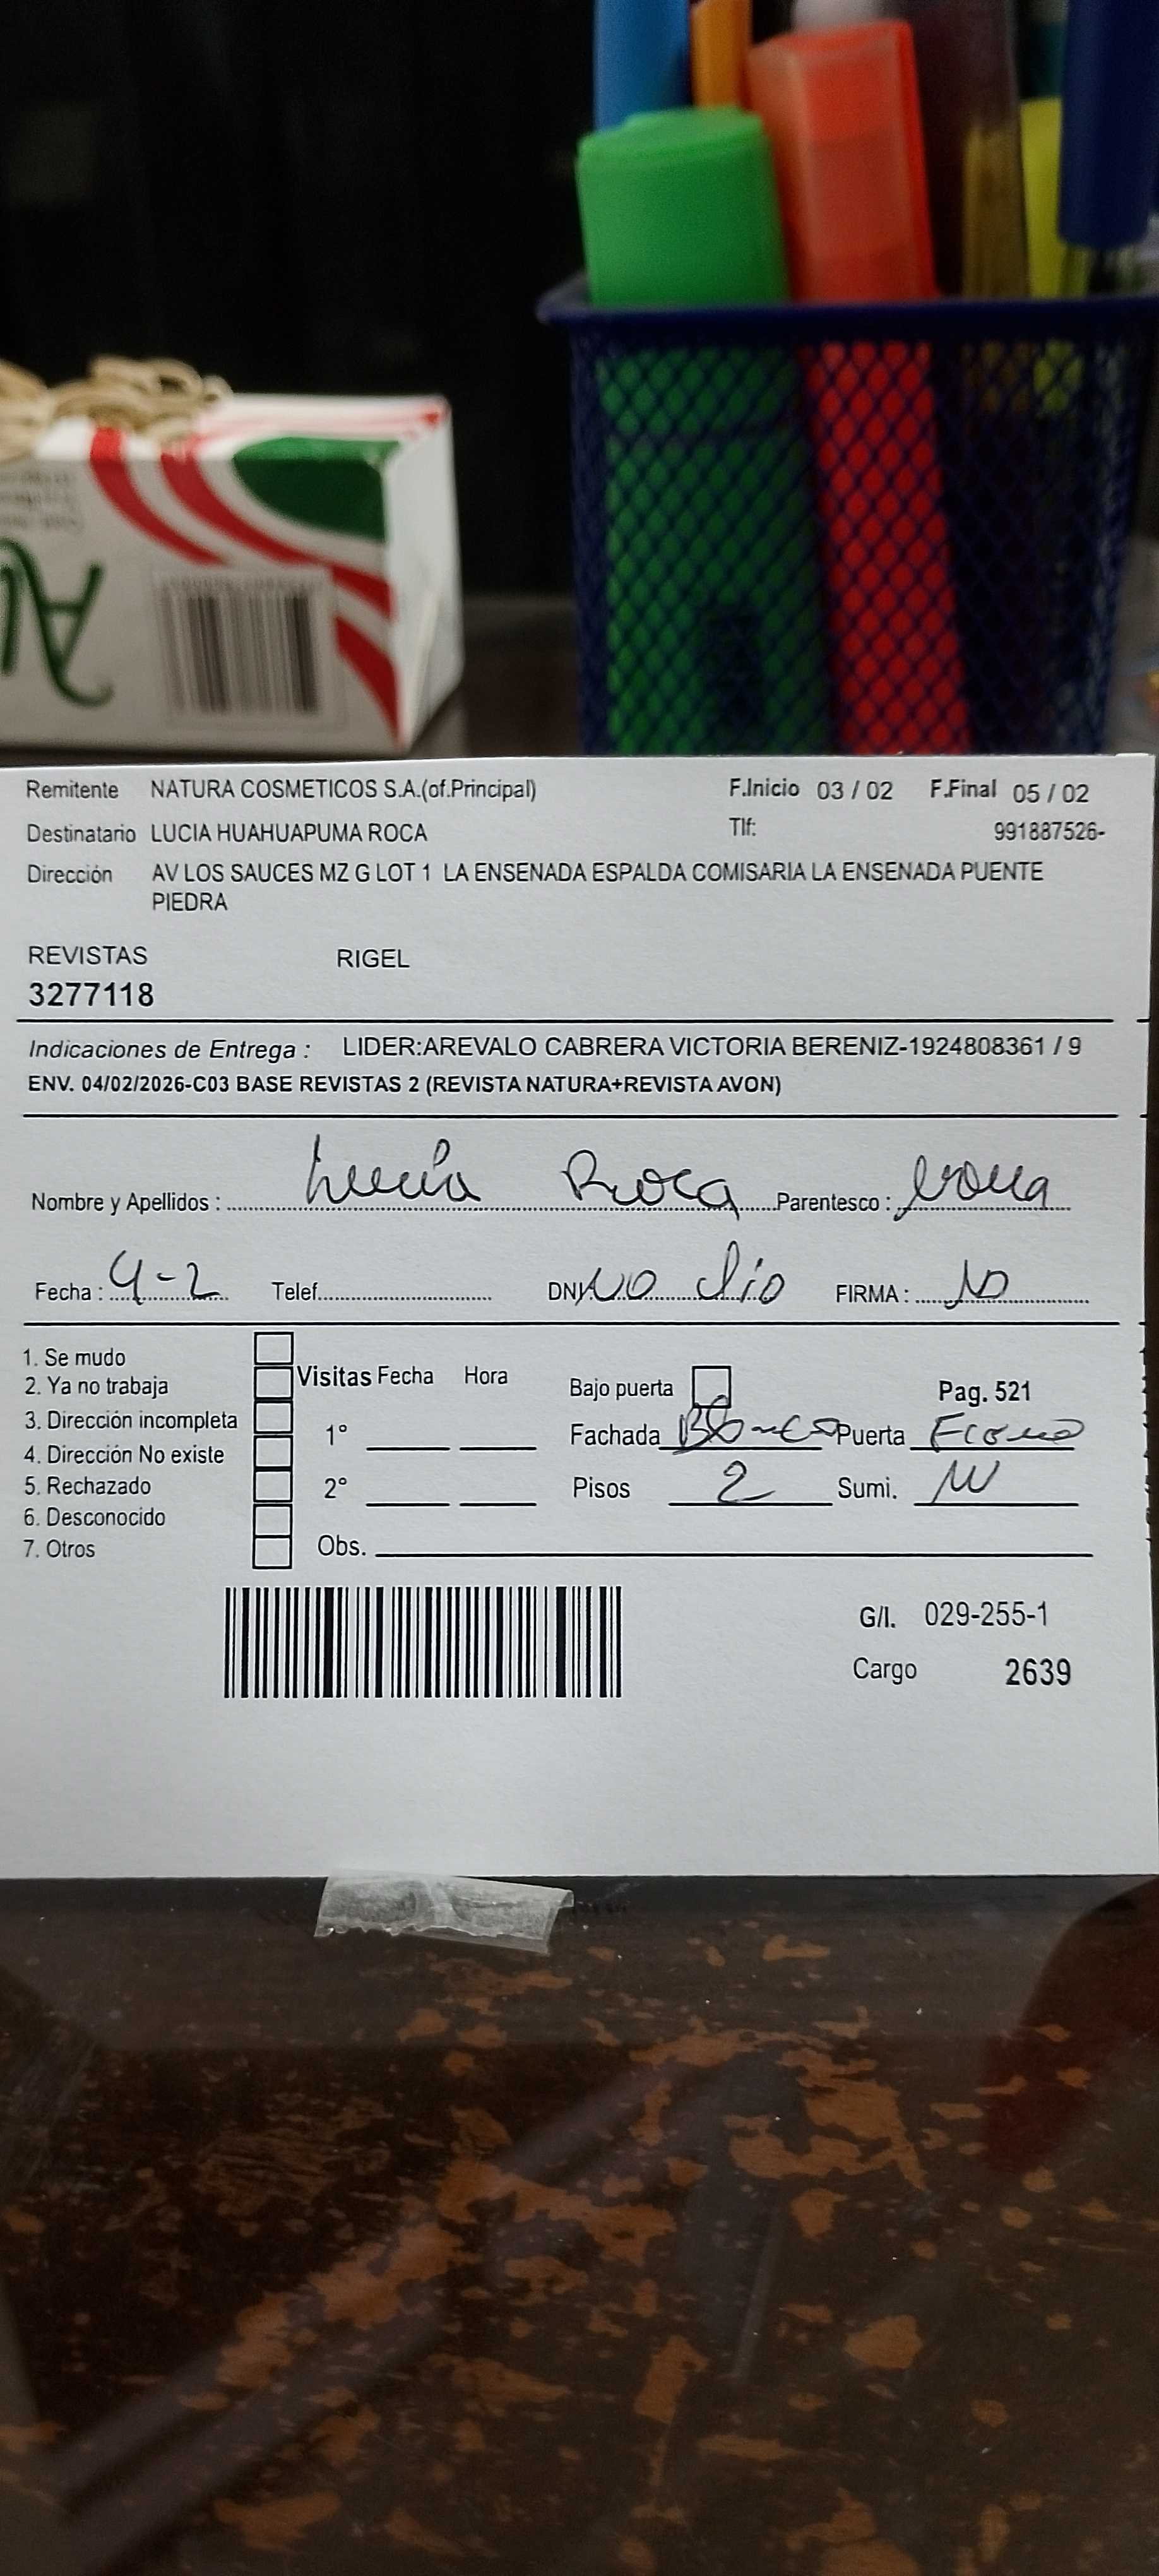 Remitente NATURA COSMETICOS S.A.(of.Principal) F.Inicio 03 / 02 F.Final 05 / 02
Destinatario LUCIA HUAHUAPUMA ROCA Tlf: 991887526-
Dirección AV LOS SAUCES MZ G LOT 1 LA ENSENADA ESPALDA COMISARIA LA ENSENADA PUENTE
PIEDRA
REVISTAS RIGEL
3277118
Indicaciones de Entrega : LIDER:AREVALO CABRERA VICTORIA BERENIZ-1924808361 / 9
ENV. 04/02/2026-C03 BASE REVISTAS 2 (REVISTA NATURA+REVISTA AVON)
Nombre y Apellidos : Lucia Roca Parentesco :
Fecha : 4-2 Telef. DNI No dio FIRMA : No
1. Se mudo
2. Ya no trabaja
3. Dirección incompleta
4. Dirección No existe
5. Rechazado
6. Desconocido
7. Otros
Visitas Fecha Hora Bajo puerta Pag. 521
1° Fachada Blanco Puerta Fierro
2° Pisos 2 Sumi.
Obs.
G/I. 029-255-1
Cargo 2639